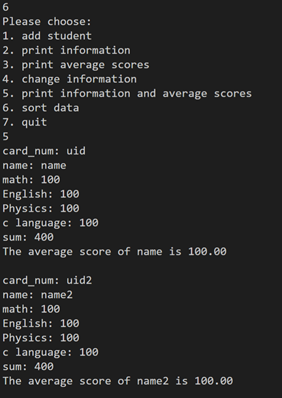 6
Please choose:
1. add student
2. print information
3. print average scores
4. change information
5. print information and average scores
6. sort data
7. quit
5
card_num: uid
name: name
math: 100
English: 100
Physics: 100
c language: 100
sum: 400
The average score of name is 100.00

card_num: uid2
name: name2
math: 100
English: 100
Physics: 100
c language: 100
sum: 400
The average score of name2 is 100.00